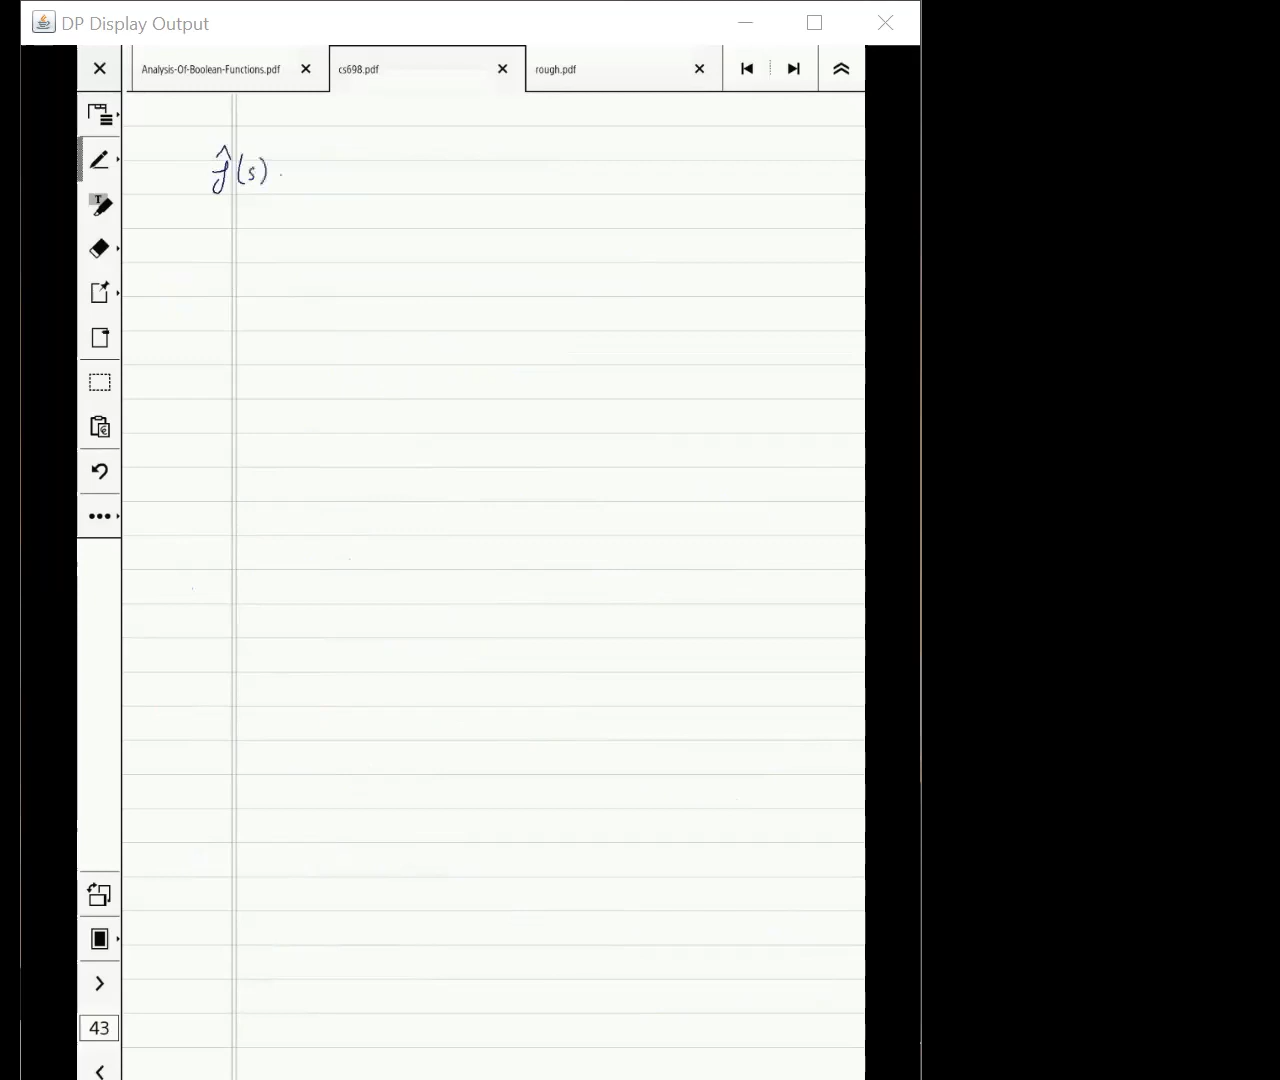 DP Display Output
Analysis-Of-Boolean-Functions.pdf
cs698.pdf
rough.pdf
T
f̂(s).
43